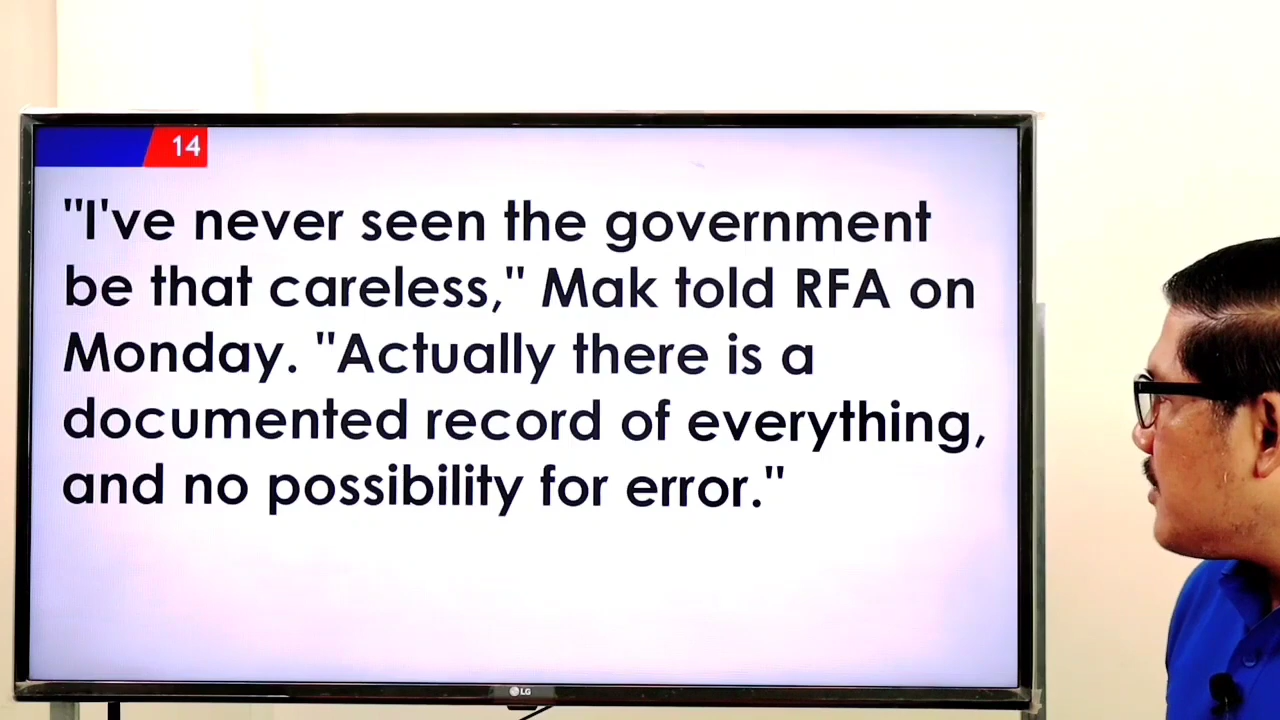 14
"I've never seen the government
be that careless," Mak told RFA on
Monday. "Actually there is a
documented record of everything,
and no possibility for error."
LG